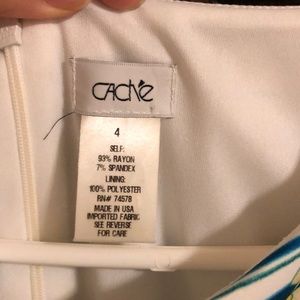 CACHÉ
4
SELF:
93% RAYON
7% SPANDEX
LINING:
100% POLYESTER
RN# 74578
MADE IN USA
IMPORTED FABRIC
SEE REVERSE
FOR CARE